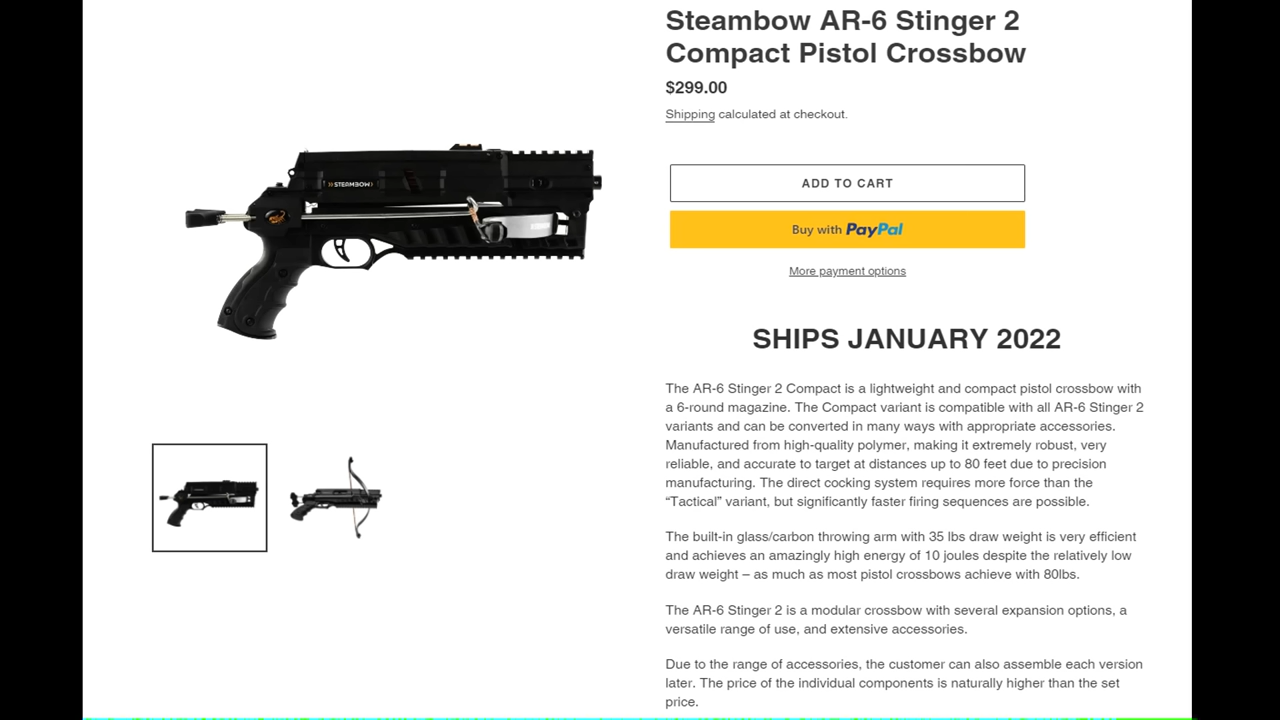 Steambow AR-6 Stinger 2
Compact Pistol Crossbow
$299.00
Shipping calculated at checkout.
ADD TO CART
Buy with PayPal
More payment options
STEAMBOW
SHIPS JANUARY 2022
The AR-6 Stinger 2 Compact is a lightweight and compact pistol crossbow with
a 6-round magazine. The Compact variant is compatible with all AR-6 Stinger 2
variants and can be converted in many ways with appropriate accessories.
Manufactured from high-quality polymer, making it extremely robust, very
reliable, and accurate to target at distances up to 80 feet due to precision
manufacturing. The direct cocking system requires more force than the
“Tactical” variant, but significantly faster firing sequences are possible.
The built-in glass/carbon throwing arm with 35 lbs draw weight is very efficient
and achieves an amazingly high energy of 10 joules despite the relatively low
draw weight – as much as most pistol crossbows achieve with 80lbs.
The AR-6 Stinger 2 is a modular crossbow with several expansion options, a
versatile range of use, and extensive accessories.
Due to the range of accessories, the customer can also assemble each version
later. The price of the individual components is naturally higher than the set
price.